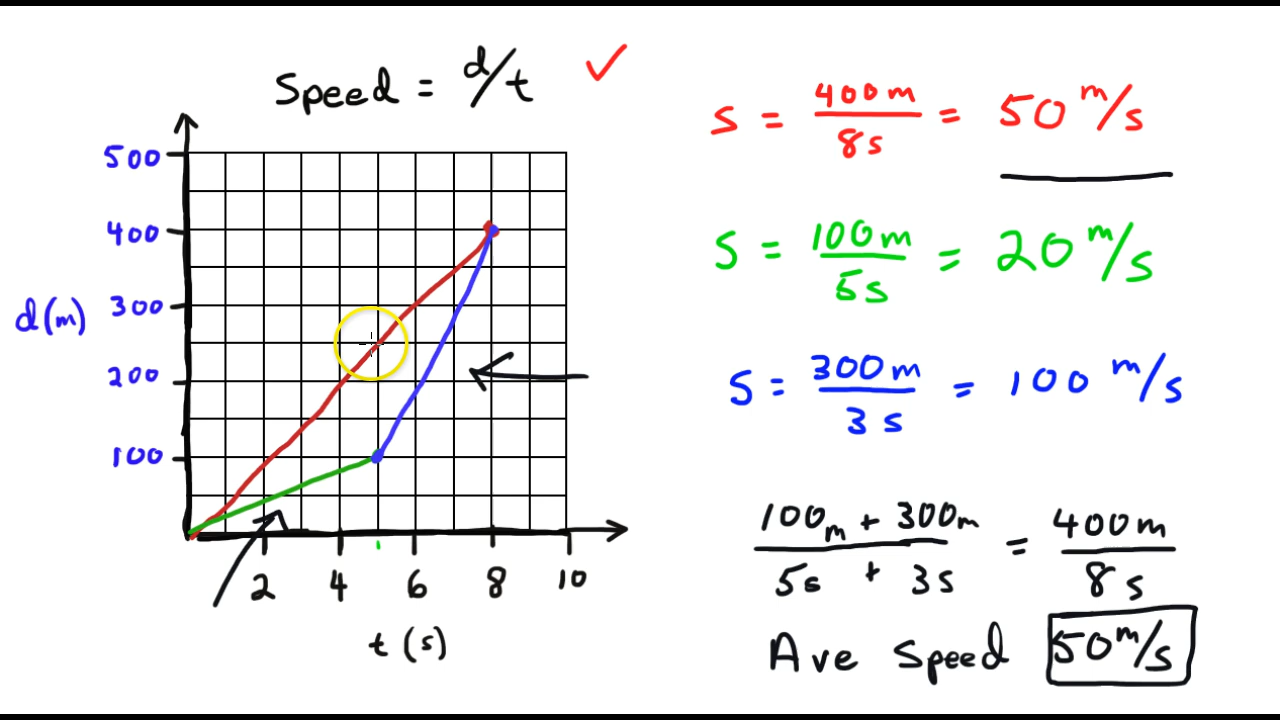 Speed = d/t ✓
500
400
300
200
100
d(m)
2 4 6 8 10
t (s)
s = 400m/8s = 50 m/s
s = 100m/5s = 20 m/s
s = 300m/3s = 100 m/s
100m + 300m / 5s + 3s = 400m / 8s
Ave Speed 50 m/s